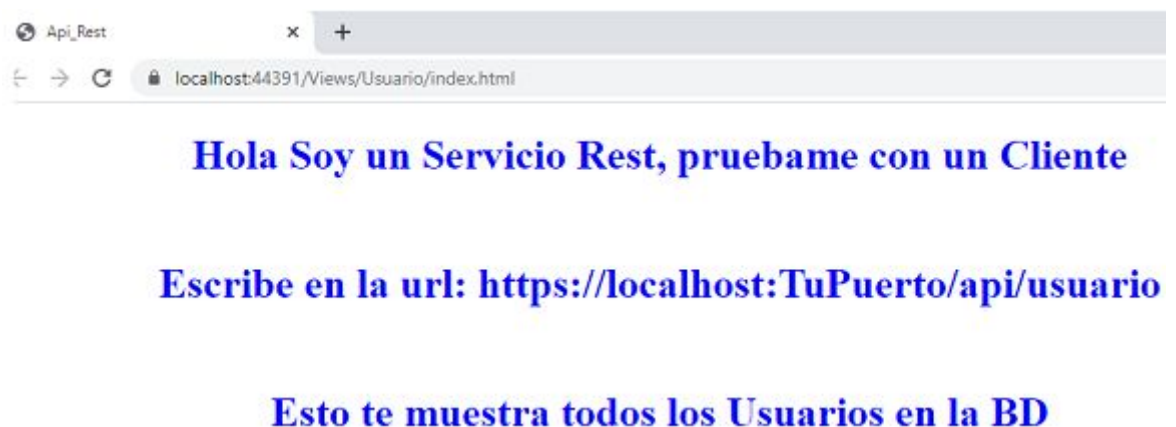 Api_Rest
localhost:44391/Views/Usuario/index.html
Hola Soy un Servicio Rest, pruebame con un Cliente
Escribe en la url: https://localhost:TuPuerto/api/usuario
Esto te muestra todos los Usuarios en la BD